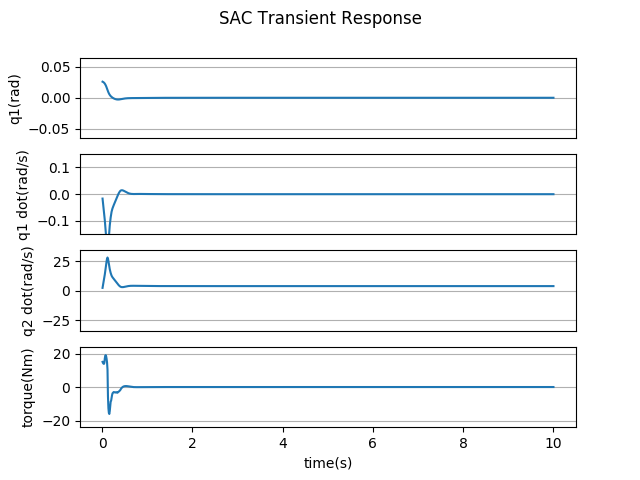 SAC Transient Response
q1(rad)
0.05
0.00
−0.05
q1 dot(rad/s)
0.1
0.0
−0.1
q2 dot(rad/s)
25
0
−25
torque(Nm)
20
0
−20
0 2 4 6 8 10
time(s)